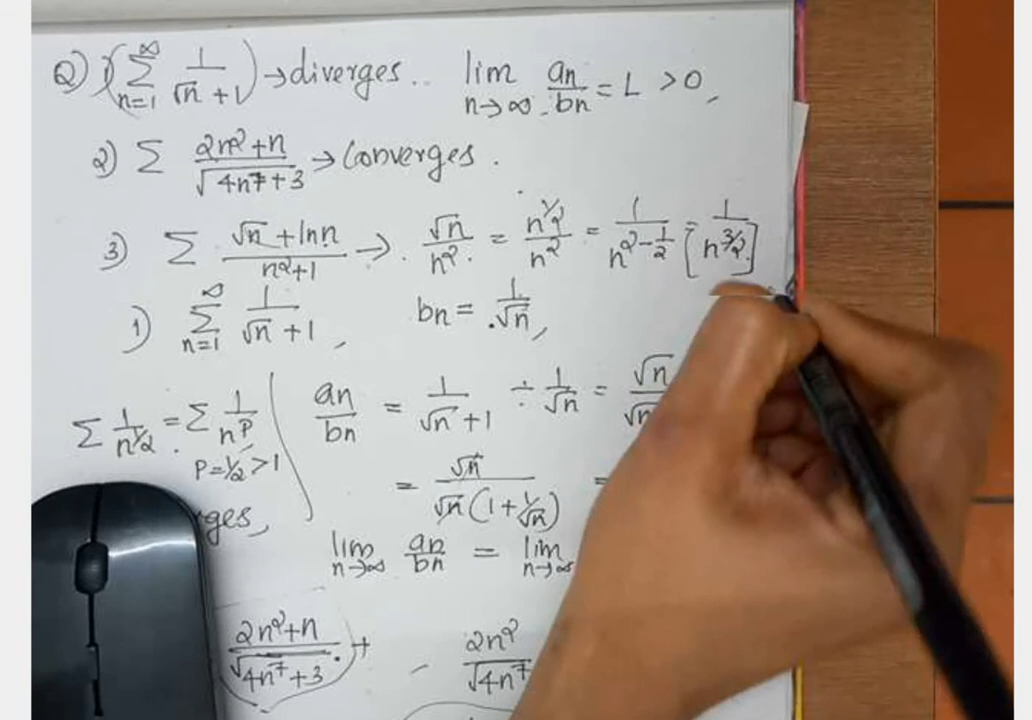 Q) 1) ( ∑_{n=1}^{∞} 1/(√n + 1) ) → diverges.. lim_{n→∞} an/bn = L > 0,
2) ∑ (2n² + n)/√(4n⁷ + 3) → Converges.
3) ∑ (√n + ln n)/(n² + 1) → √n/n² = n^{1/2}/n² = 1/n^{2 - 1/2} = [1/n^{3/2}]
1) ∑_{n=1}^{∞} 1/(√n + 1), bn = 1/√n,
∑ 1/n^{1/2} = ∑ 1/n^p an/bn = 1/(√n + 1) ÷ 1/√n = √n/√n
P = 1/2 > 1
= √n/(√n (1 + 1/√n)) =
ges,
lim_{n→∞} an/bn = lim_{n→∞}
(2n² + n)/√(4n⁷ + 3) 2n²/√4n⁷